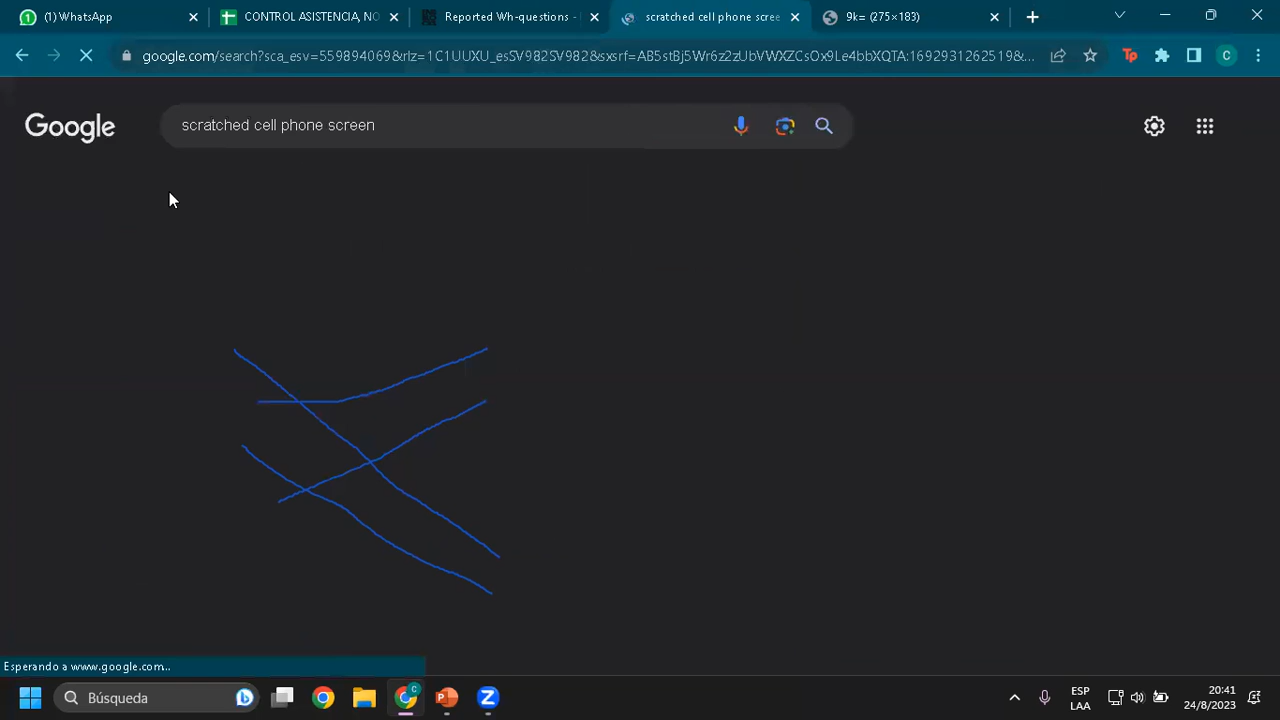 (1) WhatsApp
CONTROL ASISTENCIA, NO
Reported Wh-questions -
scratched cell phone scree
9k= (275×183)
google.com/search?sca_esv=559894069&rlz=1C1UUXU_esSV982SV982&sxsrf=AB5stBj5Wr6z2zUbVWXZCsOx9Le4bbXQTA:1692931262519&...
Tp
C
Google
scratched cell phone screen
Esperando a www.google.com...
Búsqueda
ESP
LAA
20:41
24/8/2023